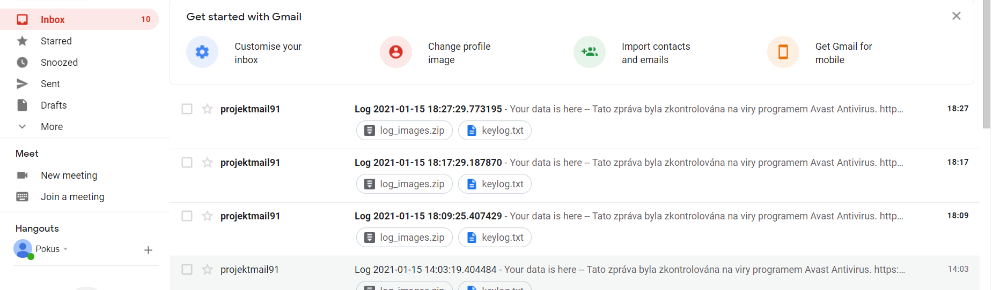 Inbox 10
Starred
Snoozed
Sent
Drafts
More
Meet
New meeting
Join a meeting
Hangouts
Pokus
Get started with Gmail
Customise your
inbox
Change profile
image
Import contacts
and emails
Get Gmail for
mobile
projektmail91 Log 2021-01-15 18:27:29.773195 - Your data is here -- Tato zpráva byla zkontrolována na viry programem Avast Antivirus. http... 18:27
log_images.zip keylog.txt
projektmail91 Log 2021-01-15 18:17:29.187870 - Your data is here -- Tato zpráva byla zkontrolována na viry programem Avast Antivirus. http... 18:17
log_images.zip keylog.txt
projektmail91 Log 2021-01-15 18:09:25.407429 - Your data is here -- Tato zpráva byla zkontrolována na viry programem Avast Antivirus. http... 18:09
log_images.zip keylog.txt
projektmail91 Log 2021-01-15 14:03:19.404484 - Your data is here -- Tato zpráva byla zkontrolována na viry programem Avast Antivirus. https:... 14:03
log_images.zip keylog.txt